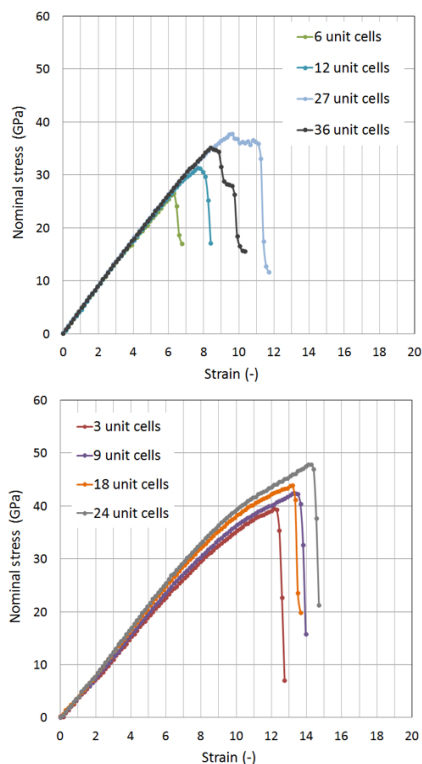 60
50
40
30
20
10
0
Nominal stress (GPa)
6 unit cells
12 unit cells
27 unit cells
36 unit cells
0 2 4 6 8 10 12 14 16 18 20
Strain (-)
60
50
40
30
20
10
0
Nominal stress (GPa)
3 unit cells
9 unit cells
18 unit cells
24 unit cells
0 2 4 6 8 10 12 14 16 18 20
Strain (-)